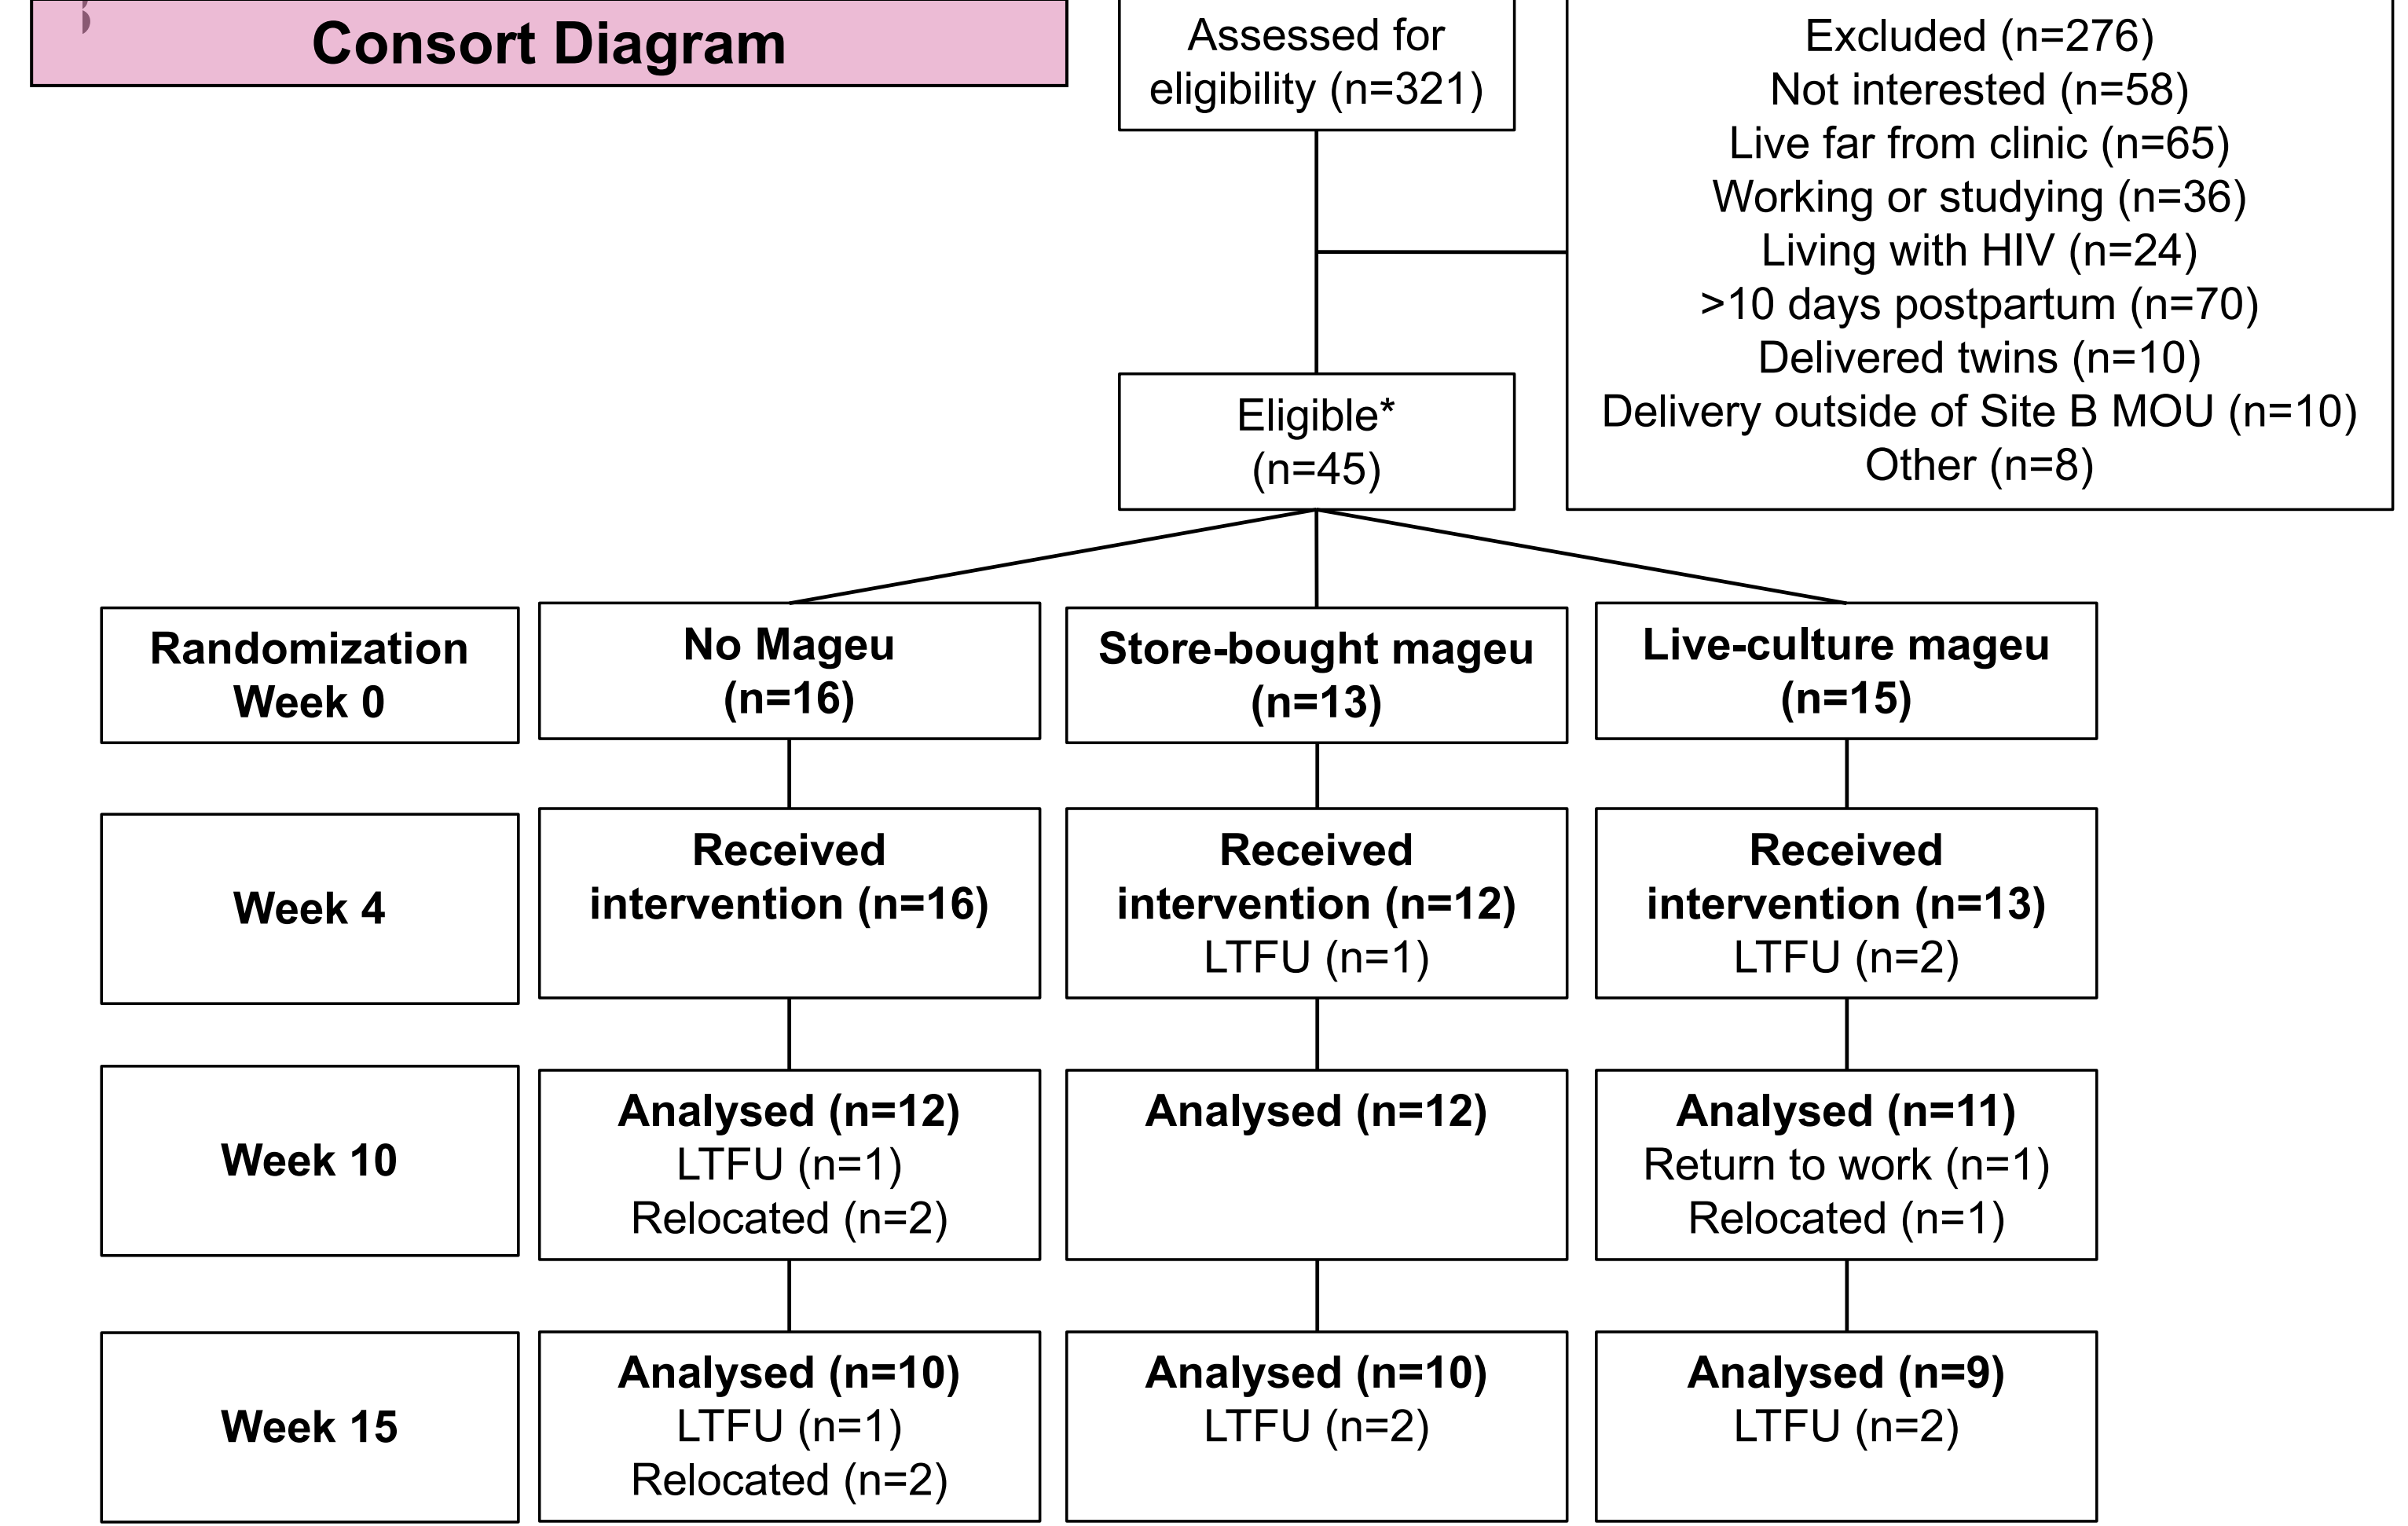 Consort Diagram
Assessed for
eligibility (n=321)
Excluded (n=276)
Not interested (n=58)
Live far from clinic (n=65)
Working or studying (n=36)
Living with HIV (n=24)
>10 days postpartum (n=70)
Delivered twins (n=10)
Delivery outside of Site B MOU (n=10)
Other (n=8)
Eligible*
(n=45)
Randomization
Week 0
No Mageu
(n=16)
Store-bought mageu
(n=13)
Live-culture mageu
(n=15)
Week 4
Received
intervention (n=16)
Received
intervention (n=12)
LTFU (n=1)
Received
intervention (n=13)
LTFU (n=2)
Week 10
Analysed (n=12)
LTFU (n=1)
Relocated (n=2)
Analysed (n=12)
Analysed (n=11)
Return to work (n=1)
Relocated (n=1)
Week 15
Analysed (n=10)
LTFU (n=1)
Relocated (n=2)
Analysed (n=10)
LTFU (n=2)
Analysed (n=9)
LTFU (n=2)